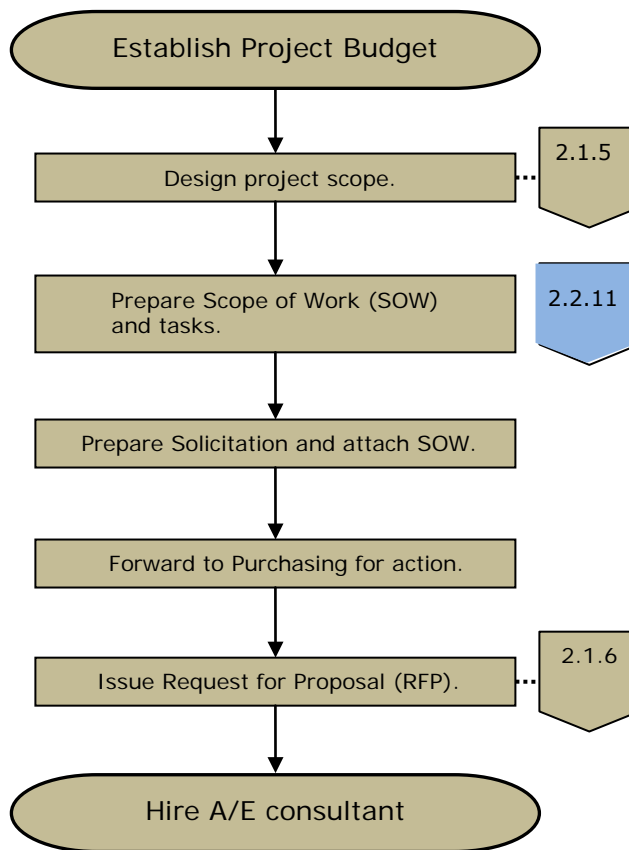 Establish Project Budget
2.1.5
Design project scope.
2.2.11
Prepare Scope of Work (SOW)
and tasks.
Prepare Solicitation and attach SOW.
Forward to Purchasing for action.
2.1.6
Issue Request for Proposal (RFP).
Hire A/E consultant